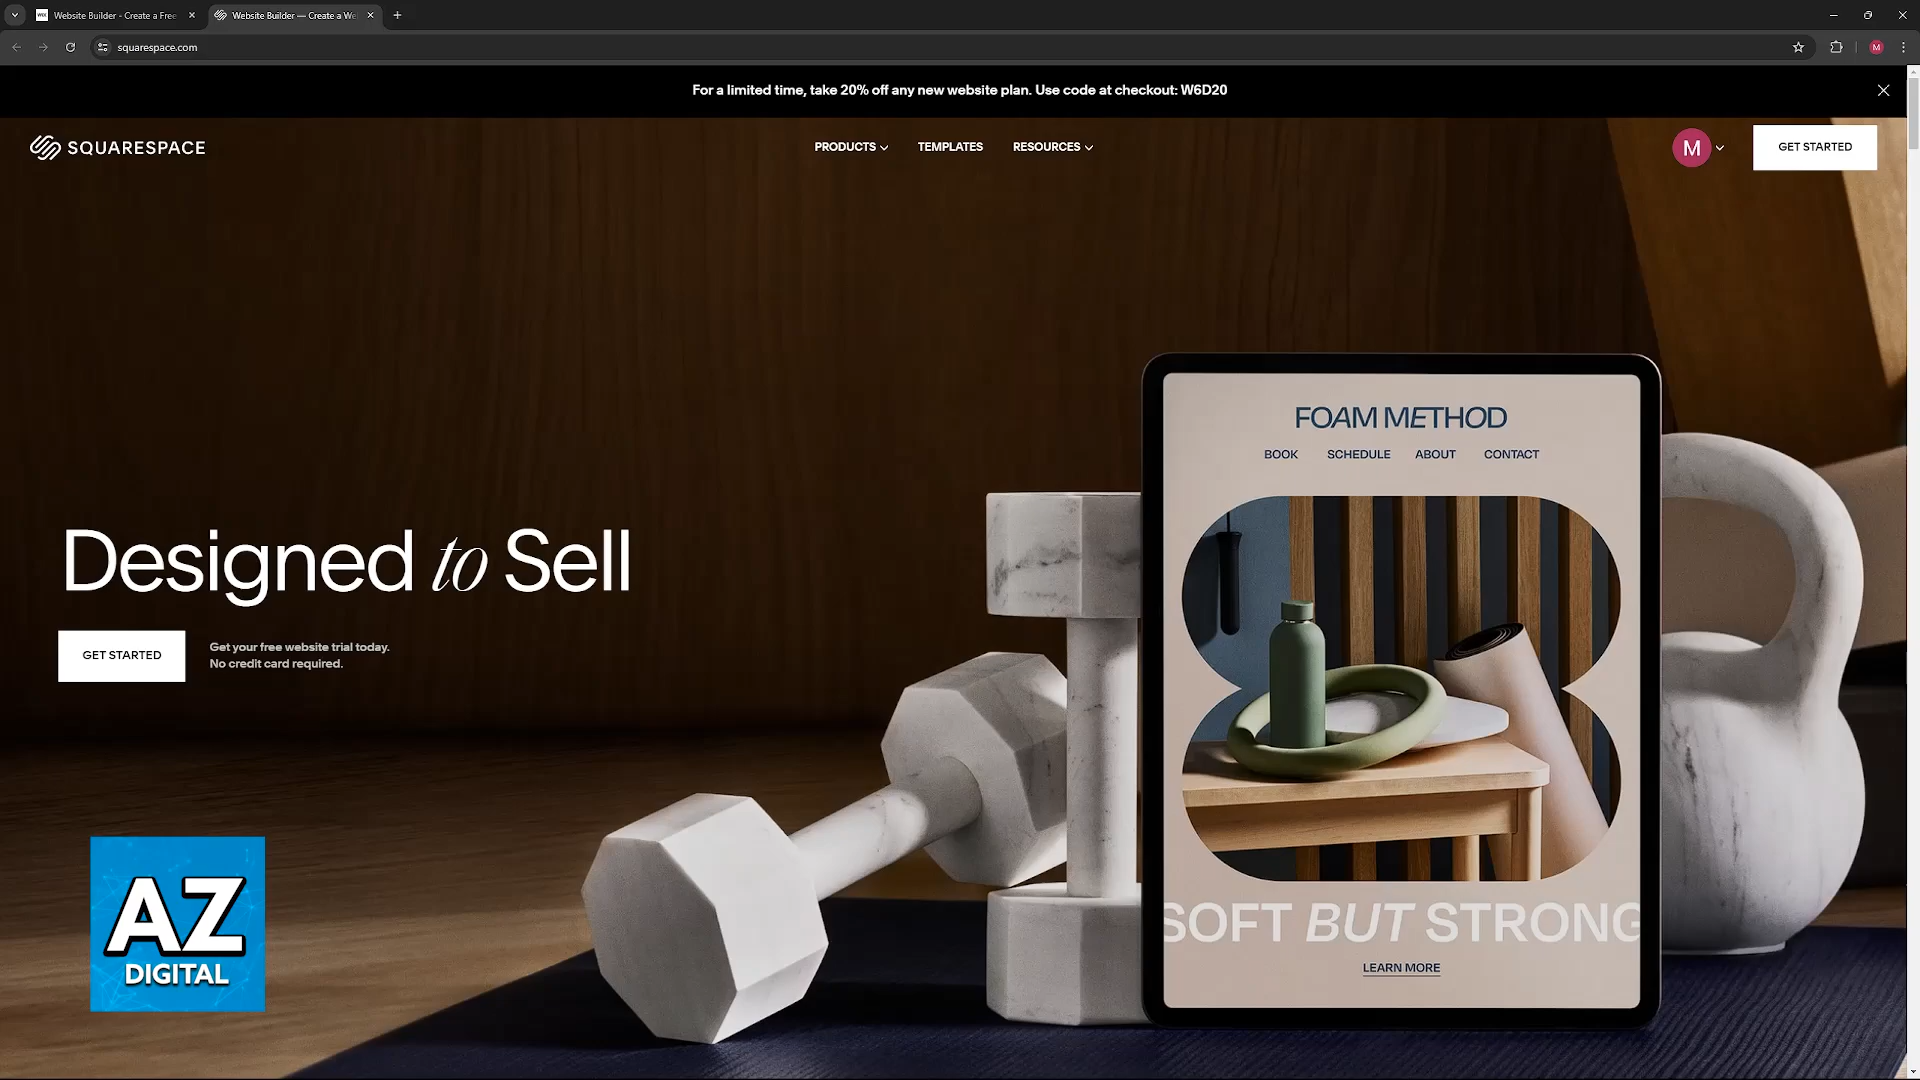 WIX
Website Builder - Create a Free
Website Builder — Create a We
squarespace.com
M
For a limited time, take 20% off any new website plan. Use code at checkout: W6D20
SQUARESPACE
PRODUCTS
TEMPLATES
RESOURCES
M
GET STARTED
FOAM METHOD
BOOK SCHEDULE ABOUT CONTACT
Designed to Sell
GET STARTED
Get your free website trial today.
No credit card required.
SOFT BUT STRONG
LEARN MORE
AZ
DIGITAL